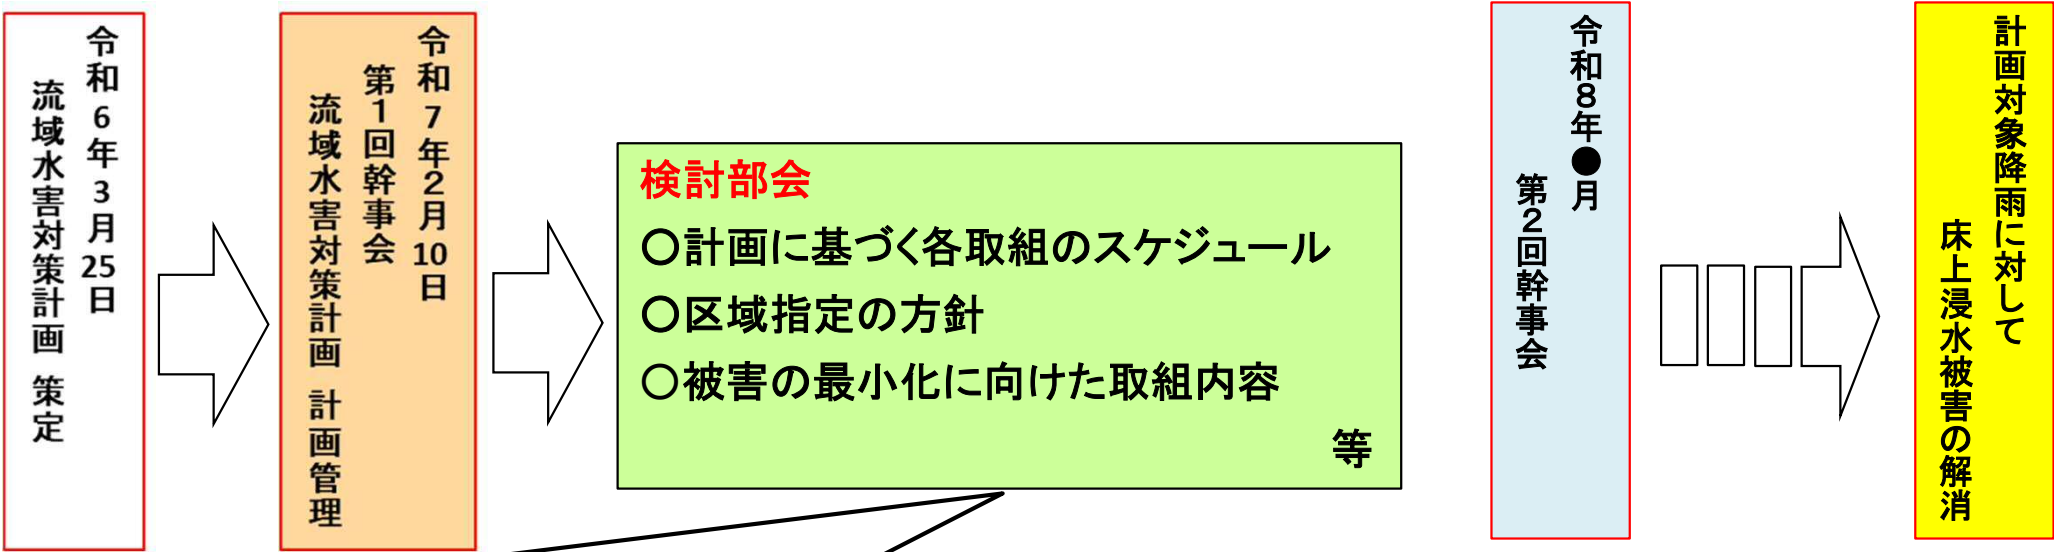 令和6年3月25日
流域水害対策計画 策定
令和7年2月10日
第1回幹事会
流域水害対策計画 計画管理
検討部会
〇計画に基づく各取組のスケジュール
〇区域指定の方針
〇被害の最小化に向けた取組内容
等
令和8年●月
第2回幹事会
計画対象降雨に対して
床上浸水被害の解消